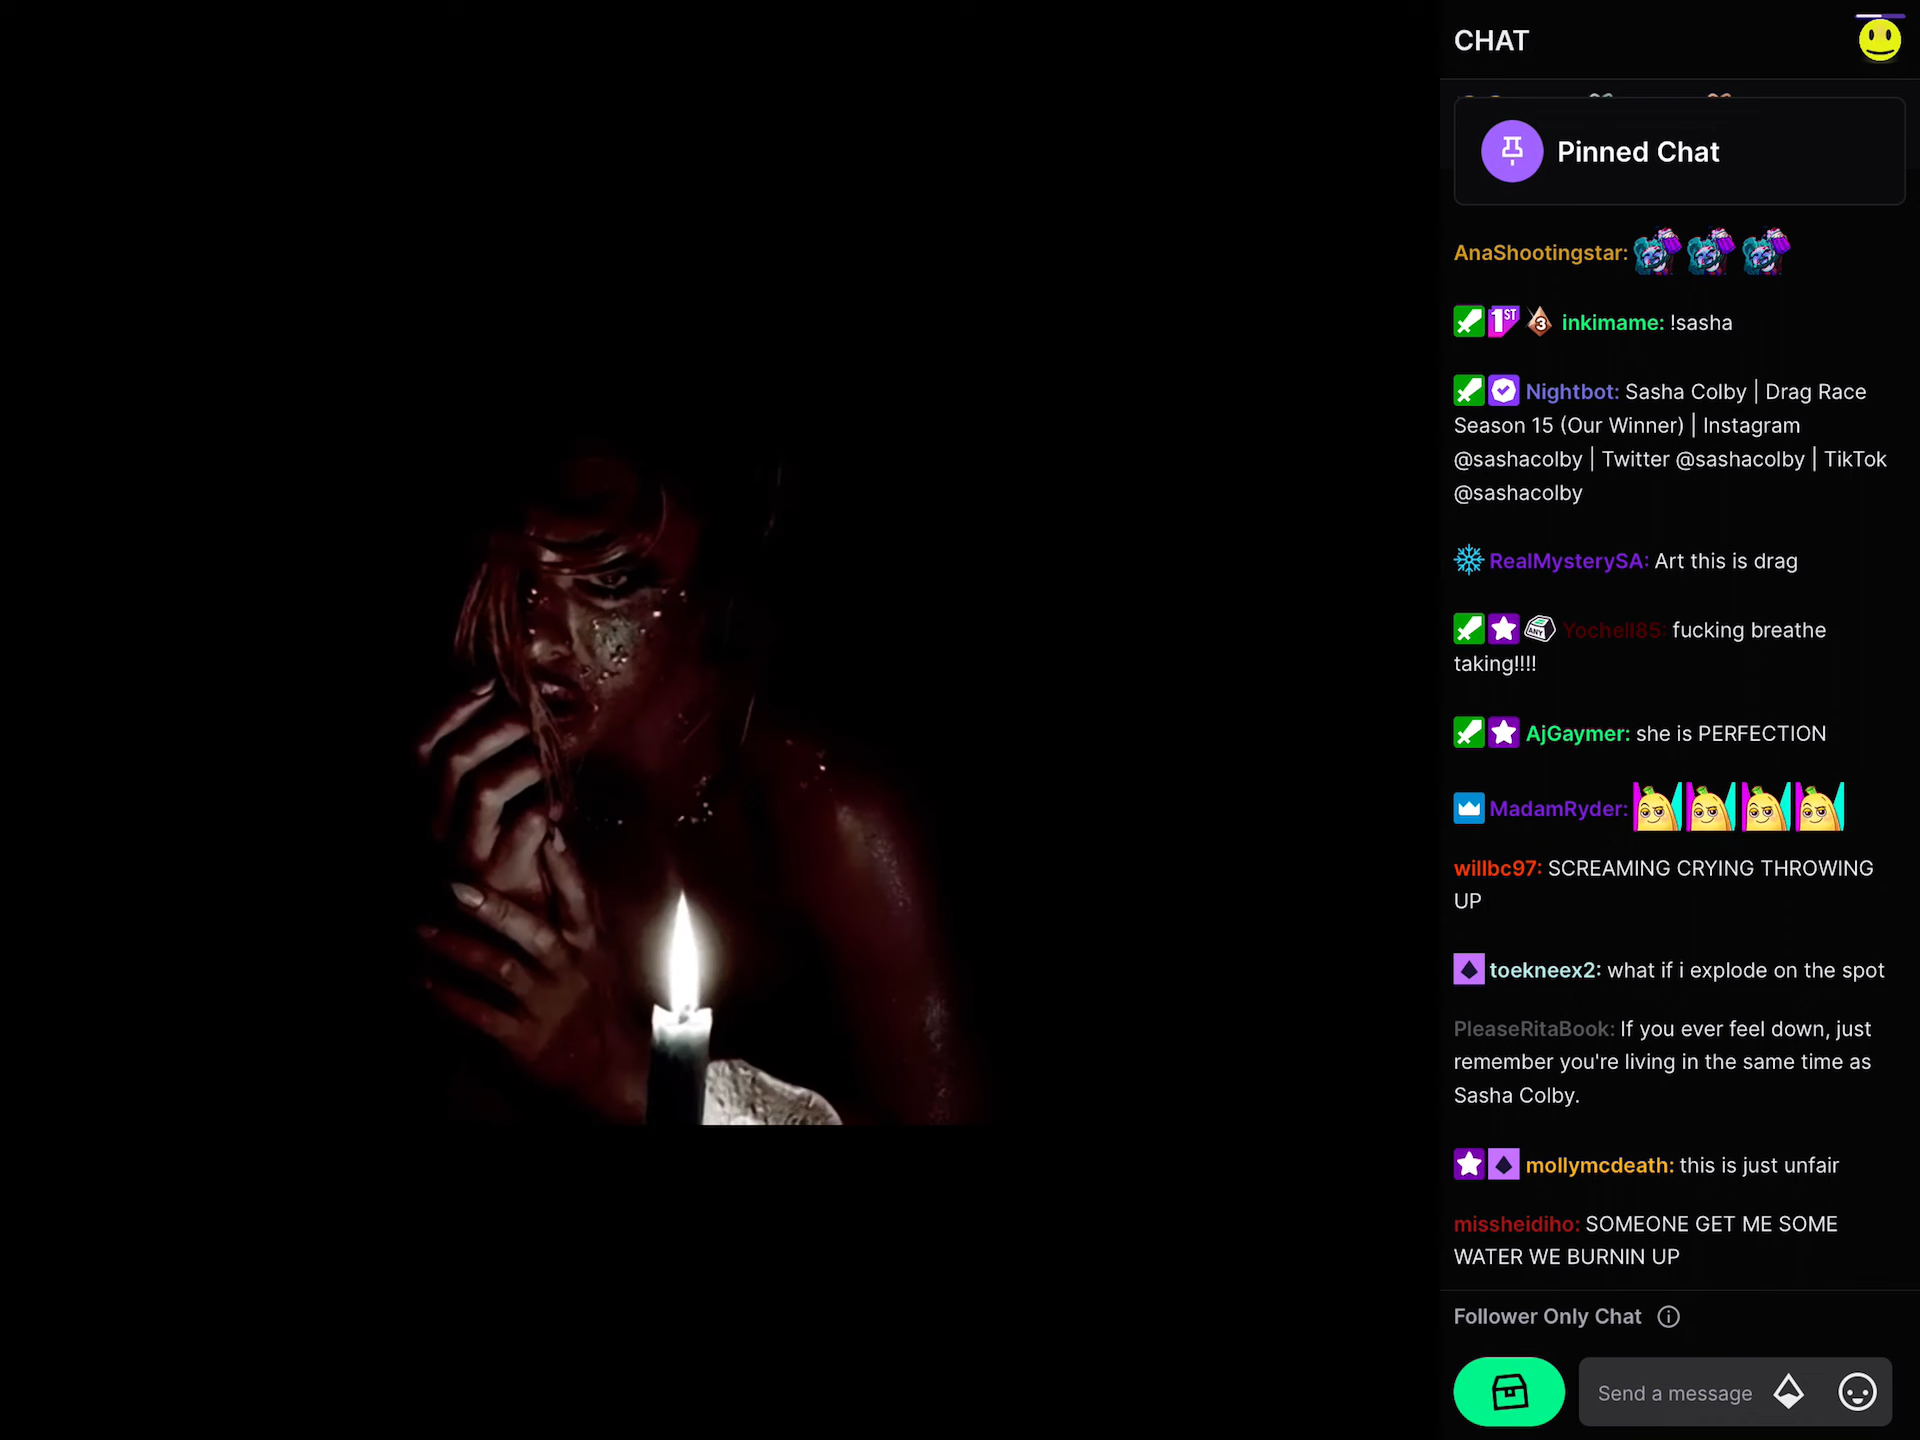 CHAT
Pinned Chat
AnaShootingstar:
1ST 3 inkimame: !sasha
Nightbot: Sasha Colby | Drag Race
Season 15 (Our Winner) | Instagram
@sashacolby | Twitter @sashacolby | TikTok
@sashacolby
RealMysterySA: Art this is drag
ANY Yochell85: fucking breathe
taking!!!!
AjGaymer: she is PERFECTION
MadamRyder:
willbc97: SCREAMING CRYING THROWING
UP
toekneex2: what if i explode on the spot
PleaseRitaBook: If you ever feel down, just
remember you're living in the same time as
Sasha Colby.
mollymcdeath: this is just unfair
missheidiho: SOMEONE GET ME SOME
WATER WE BURNIN UP
Follower Only Chat
Send a message